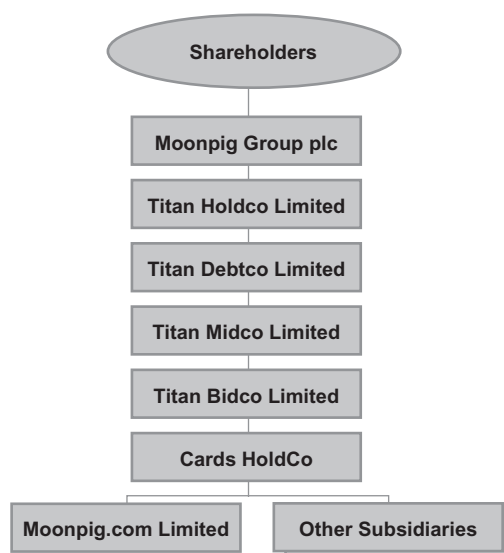 Shareholders
Moonpig Group plc
Titan Holdco Limited
Titan Debtco Limited
Titan Midco Limited
Titan Bidco Limited
Cards HoldCo
Moonpig.com Limited
Other Subsidiaries